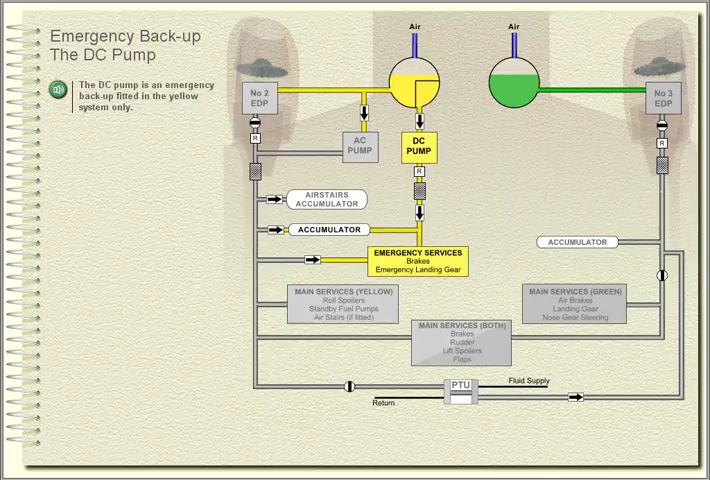 Emergency Back-up
The DC Pump
The DC pump is an emergency
back-up fitted in the yellow
system only.
Air
Air
No 2
EDP
No 3
EDP
R
R
AC
PUMP
DC
PUMP
R
AIRSTAIRS
ACCUMULATOR
ACCUMULATOR
ACCUMULATOR
EMERGENCY SERVICES
Brakes
Emergency Landing Gear
MAIN SERVICES (YELLOW)
Roll Spoilers
Standby Fuel Pumps
Air Stairs (if fitted)
MAIN SERVICES (GREEN)
Air Brakes
Landing Gear
Nose Gear Steering
MAIN SERVICES (BOTH)
Brakes
Rudder
Lift Spoilers
Flaps
PTU
Fluid Supply
Return